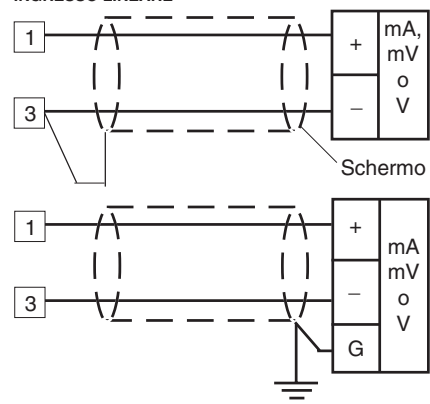 INGRESSO LINEARE
1
+
mA,
mV
o
V
3
–
Schermo
1
+
mA
mV
o
V
3
–
G